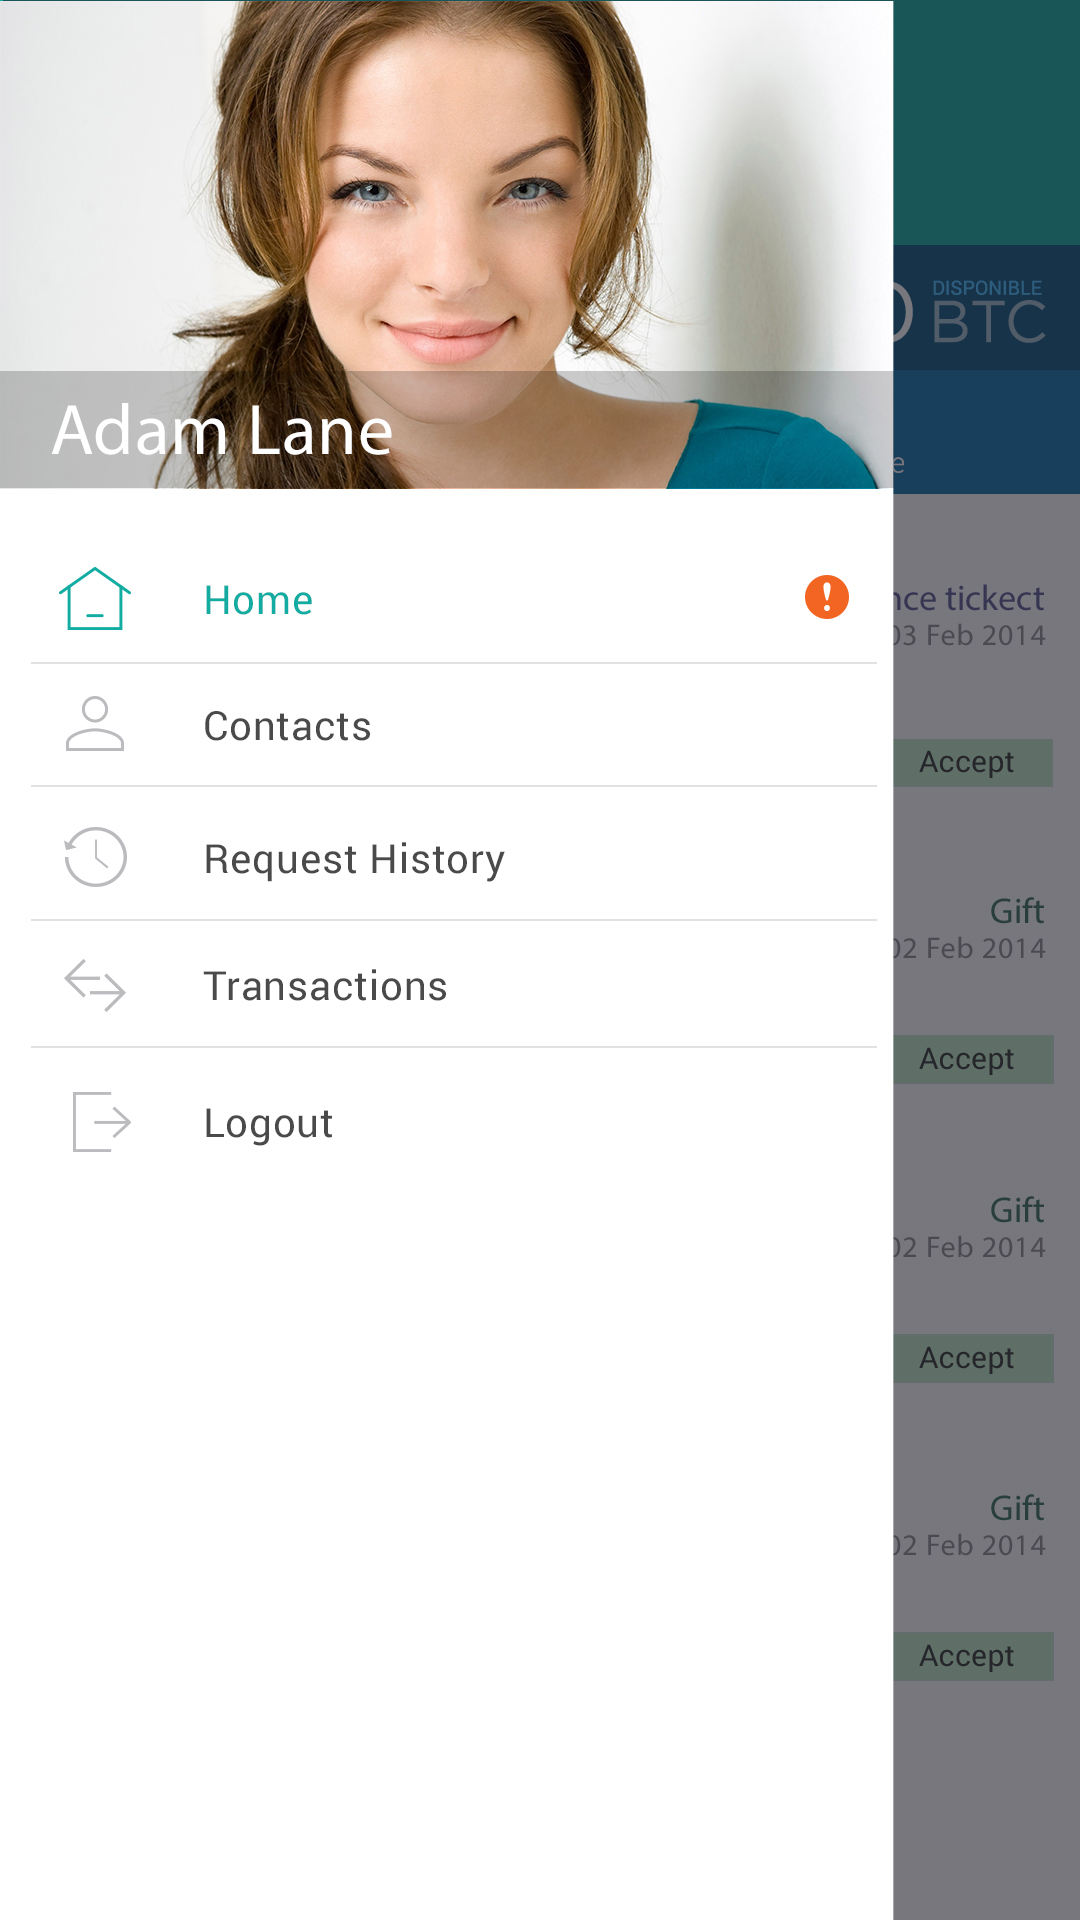 Adam Lane
Home
Contacts
Request History
Transactions
Logout
DISPONIBLE
BTC
tickect
03 Feb 2014
Accept
Gift
02 Feb 2014
Accept
Gift
02 Feb 2014
Accept
Gift
02 Feb 2014
Accept